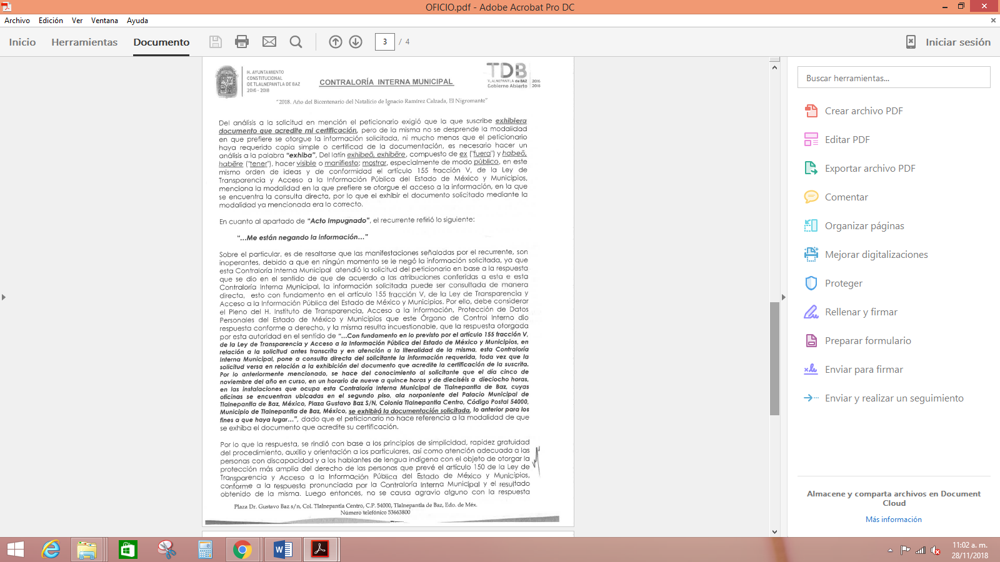 OFICIO.pdf - Adobe Acrobat Pro DC
Archivo Edición Ver Ventana Ayuda
Inicio Herramientas Documento 3 / 4 Iniciar sesión
H. AYUNTAMIENTO
CONSTITUCIONAL
DE TLALNEPANTLA DE BAZ
2016 - 2018
CONTRALORÍA INTERNA MUNICIPAL
TDB
TLALNEPANTLA DE BAZ 2016
Gobierno Abierto 2018
"2018. Año del Bicentenario del Natalicio de Ignacio Ramírez Calzada, El Nigromante"
Del análisis a la solicitud en mención el peticionario exigió que la que suscribe exhibiera
documento que acredite mi certificación, pero de la misma no se desprende la modalidad
en que prefiere se otorgue la información solicitada, ni mucho menos que el peticionario
haya requerido copia simple o certificad de la documentación, es necesario hacer un
análisis a la palabra "exhiba", Del latín exhibeō, exhibēre, compuesto de ex ("fuera") y habeō,
habēre ("tener"), hacer visible o manifiesto; mostrar, especialmente de modo público, en este
mismo orden de ideas y de conformidad el artículo 155 fracción V, de la Ley de
Transparencia y Acceso a la Información Pública del Estado de México y Municipios,
menciona la modalidad en la que prefiere se otorgue el acceso a la información, en la que
se encuentra la consulta directa, por lo que el exhibir el documento solicitado mediante la
modalidad ya mencionada era lo correcto.
En cuanto al apartado de "Acto Impugnado", el recurrente refirió lo siguiente:
"...Me están negando la información..."
Sobre el particular, es de resaltarse que las manifestaciones señaladas por el recurrente, son
inoperantes, debido a que en ningún momento se le negó la información solicitada, ya que
esta Contraloría Interna Municipal atendió la solicitud del peticionario en base a la respuesta
que se dio en el sentido de que de acuerdo a las atribuciones conferidas a esta e esta
Contraloría Interna Municipal, la información solicitada puede ser consultada de manera
directa, esto con fundamento en el artículo 155 fracción V, de la Ley de Transparencia y
Acceso a la Información Pública del Estado de México y Municipios. Por ello, debe considerar
el Pleno del H. Instituto de Transparencia, Acceso a la Información, Protección de Datos
Personales del Estado de México y Municipios que este Órgano de Control Interno dio
respuesta conforme a derecho, y la misma resulta incuestionable, que la respuesta otorgada
por esta autoridad en el sentido de "...Con fundamento en lo previsto por el artículo 155 fracción V,
de la Ley de Transparencia y Acceso a la Información Pública del Estado de México y Municipios, en
relación a la solicitud antes transcrita y en atención a la literalidad de la misma, esta Contraloría
Interna Municipal, pone a consulta directa del solicitante la información requerida, toda vez que la
solicitud versa en relación a la exhibición del documento que acredite la certificación de la suscrita.
Por lo anteriormente mencionado, se hace del conocimiento al solicitante que el día cinco de
noviembre del año en curso, en un horario de nueve a quince horas y de dieciséis a dieciocho horas,
en las instalaciones que ocupa esta Contraloría Interna Municipal de Tlalnepantla de Baz, cuyas
oficinas se encuentran ubicadas en el segundo piso, ala norponiente del Palacio Municipal de
Tlalnepantla de Baz, México, Plaza Gustavo Baz S/N, Colonia Tlalnepantla Centro, Código Postal 54000,
Municipio de Tlalnepantla de Baz, México, se exhibirá la documentación solicitada, lo anterior para los
fines a que haya lugar...", dado que el peticionario no hace referencia a la modalidad de que
se exhiba el documento que acredite su certificación.
Por lo que la respuesta, se rindió con base a los principios de simplicidad, rapidez gratuidad
del procedimiento, auxilio y orientación a los particulares, así como atención adecuada a las
personas con discapacidad y a los hablantes de lengua indígena con el objeto de otorgar la
protección más amplia del derecho de las personas que prevé el artículo 150 de la Ley de
Transparencia y Acceso a la Información Pública del Estado de México y Municipios,
conforme a la respuesta pronunciada por la Contraloría Interna Municipal y el resultado
obtenido de la misma. Luego entonces, no se causa agravio alguno con la respuesta
Plaza Dr. Gustavo Baz s/n, Col. Tlalnepantla Centro, C.P. 54000, Tlalnepantla de Baz, Edo. de Méx.
Número telefónico 53663800
Buscar herramientas...
Crear archivo PDF
Editar PDF
Exportar archivo PDF
Comentar
Organizar páginas
Mejorar digitalizaciones
Proteger
Rellenar y firmar
Preparar formulario
Enviar para firmar
Enviar y realizar un seguimiento
Almacene y comparta archivos en Document
Cloud
Más información
11:02 a. m.
28/11/2018